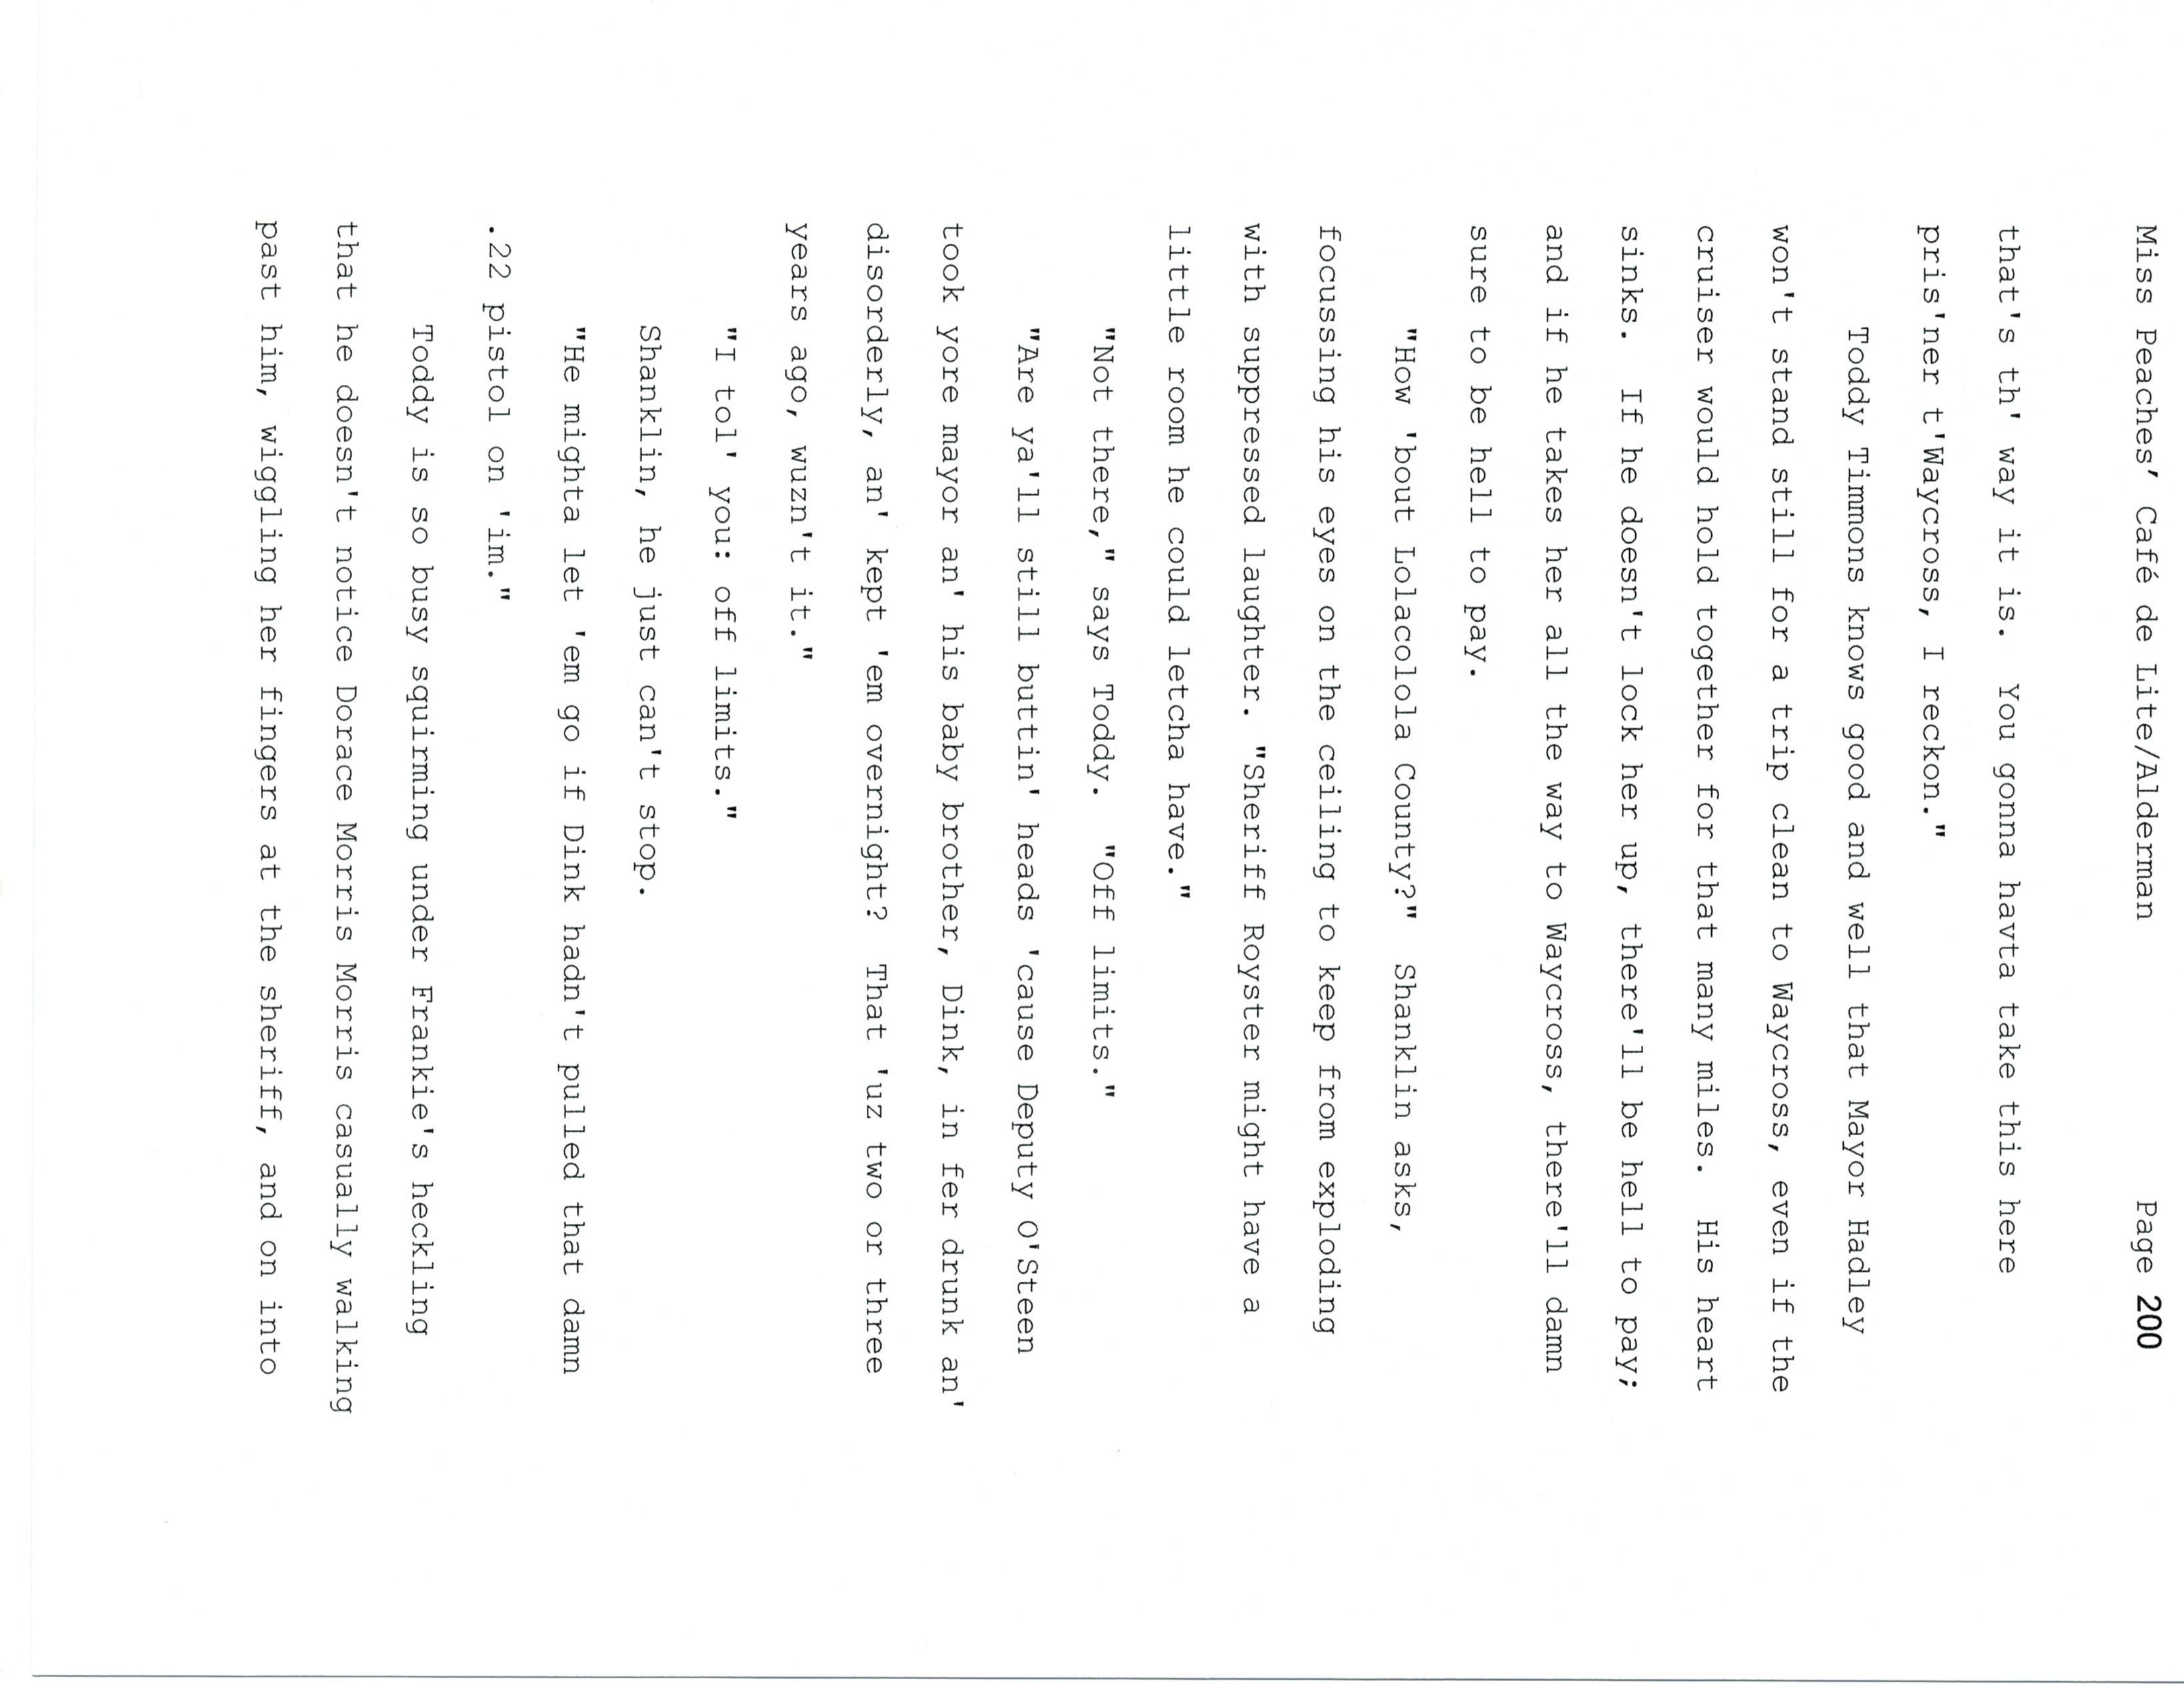 Miss Peaches’ Café de Lite/Alderman Page 200
that's th' way it is.  You gonna havta take this here
pris'ner t'Waycross, I reckon."
Toddy Timmons knows good and well that Mayor Hadley
won't stand still for a trip clean to Waycross, even if the
cruiser would hold together for that many miles.  His heart
sinks.  If he doesn't lock her up, there'll be hell to pay;
and if he takes her all the way to Waycross, there'll damn
sure to be hell to pay.
"How 'bout Lolacolola County?"  Shanklin asks,
focussing his eyes on the ceiling to keep from exploding
with suppressed laughter. "Sheriff Royster might have a
little room he could letcha have."
"Not there," says Toddy.  "Off limits."
"Are ya'll still buttin' heads 'cause Deputy O'Steen
took yore mayor an' his baby brother, Dink, in fer drunk an'
disorderly, an' kept 'em overnight?  That 'uz two or three
years ago, wuzn't it."
"I tol' you: off limits."
Shanklin, he just can't stop.
"He mighta let 'em go if Dink hadn't pulled that damn
.22 pistol on 'im."
Toddy is so busy squirming under Frankie's heckling
that he doesn't notice Dorace Morris Morris casually walking
past him, wiggling her fingers at the sheriff, and on into